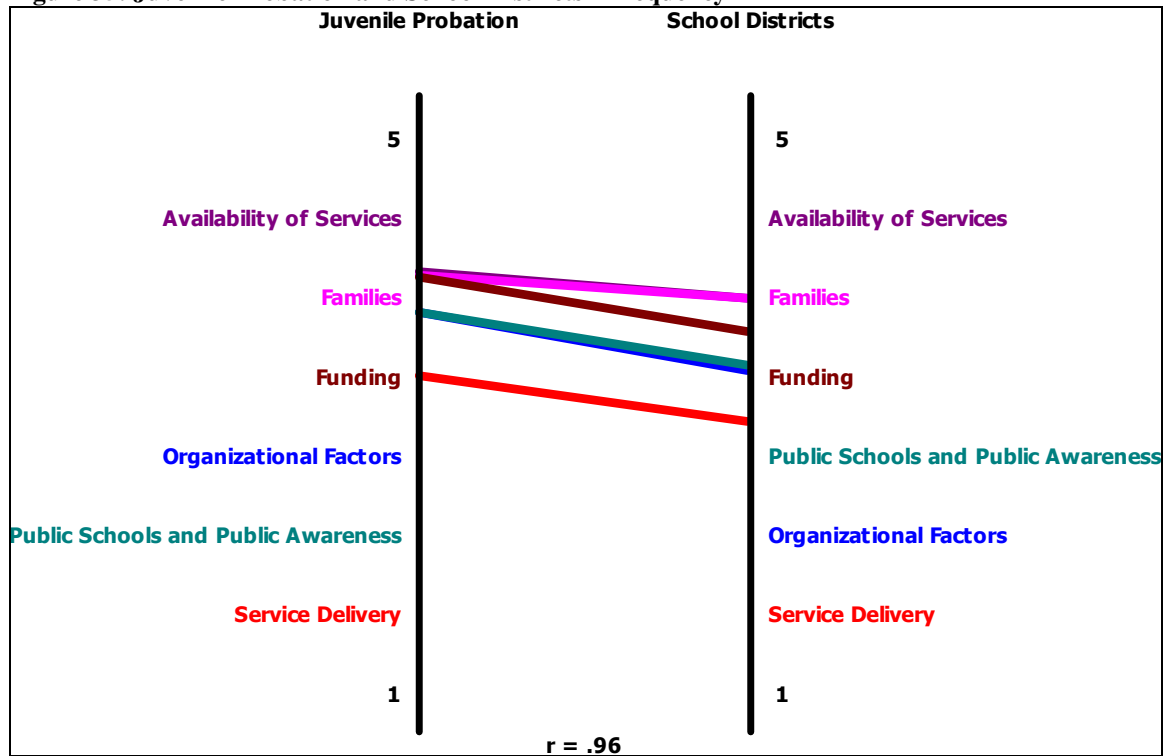 Juvenile Probation School Districts
5 5
Availability of Services Availability of Services
Families Families
Funding Funding
Organizational Factors Public Schools and Public Awareness
Public Schools and Public Awareness Organizational Factors
Service Delivery Service Delivery
1 1
r = .96